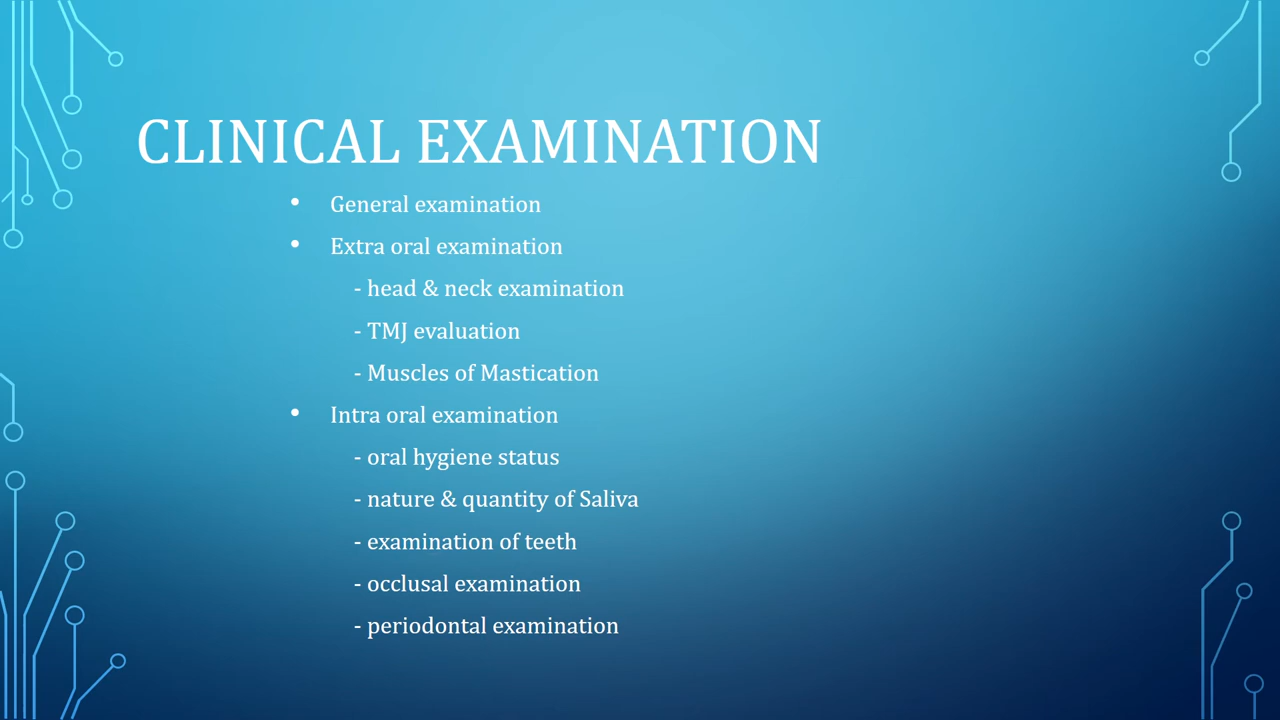 CLINICAL EXAMINATION
• General examination
• Extra oral examination
- head & neck examination
- TMJ evaluation
- Muscles of Mastication
• Intra oral examination
- oral hygiene status
- nature & quantity of Saliva
- examination of teeth
- occlusal examination
- periodontal examination